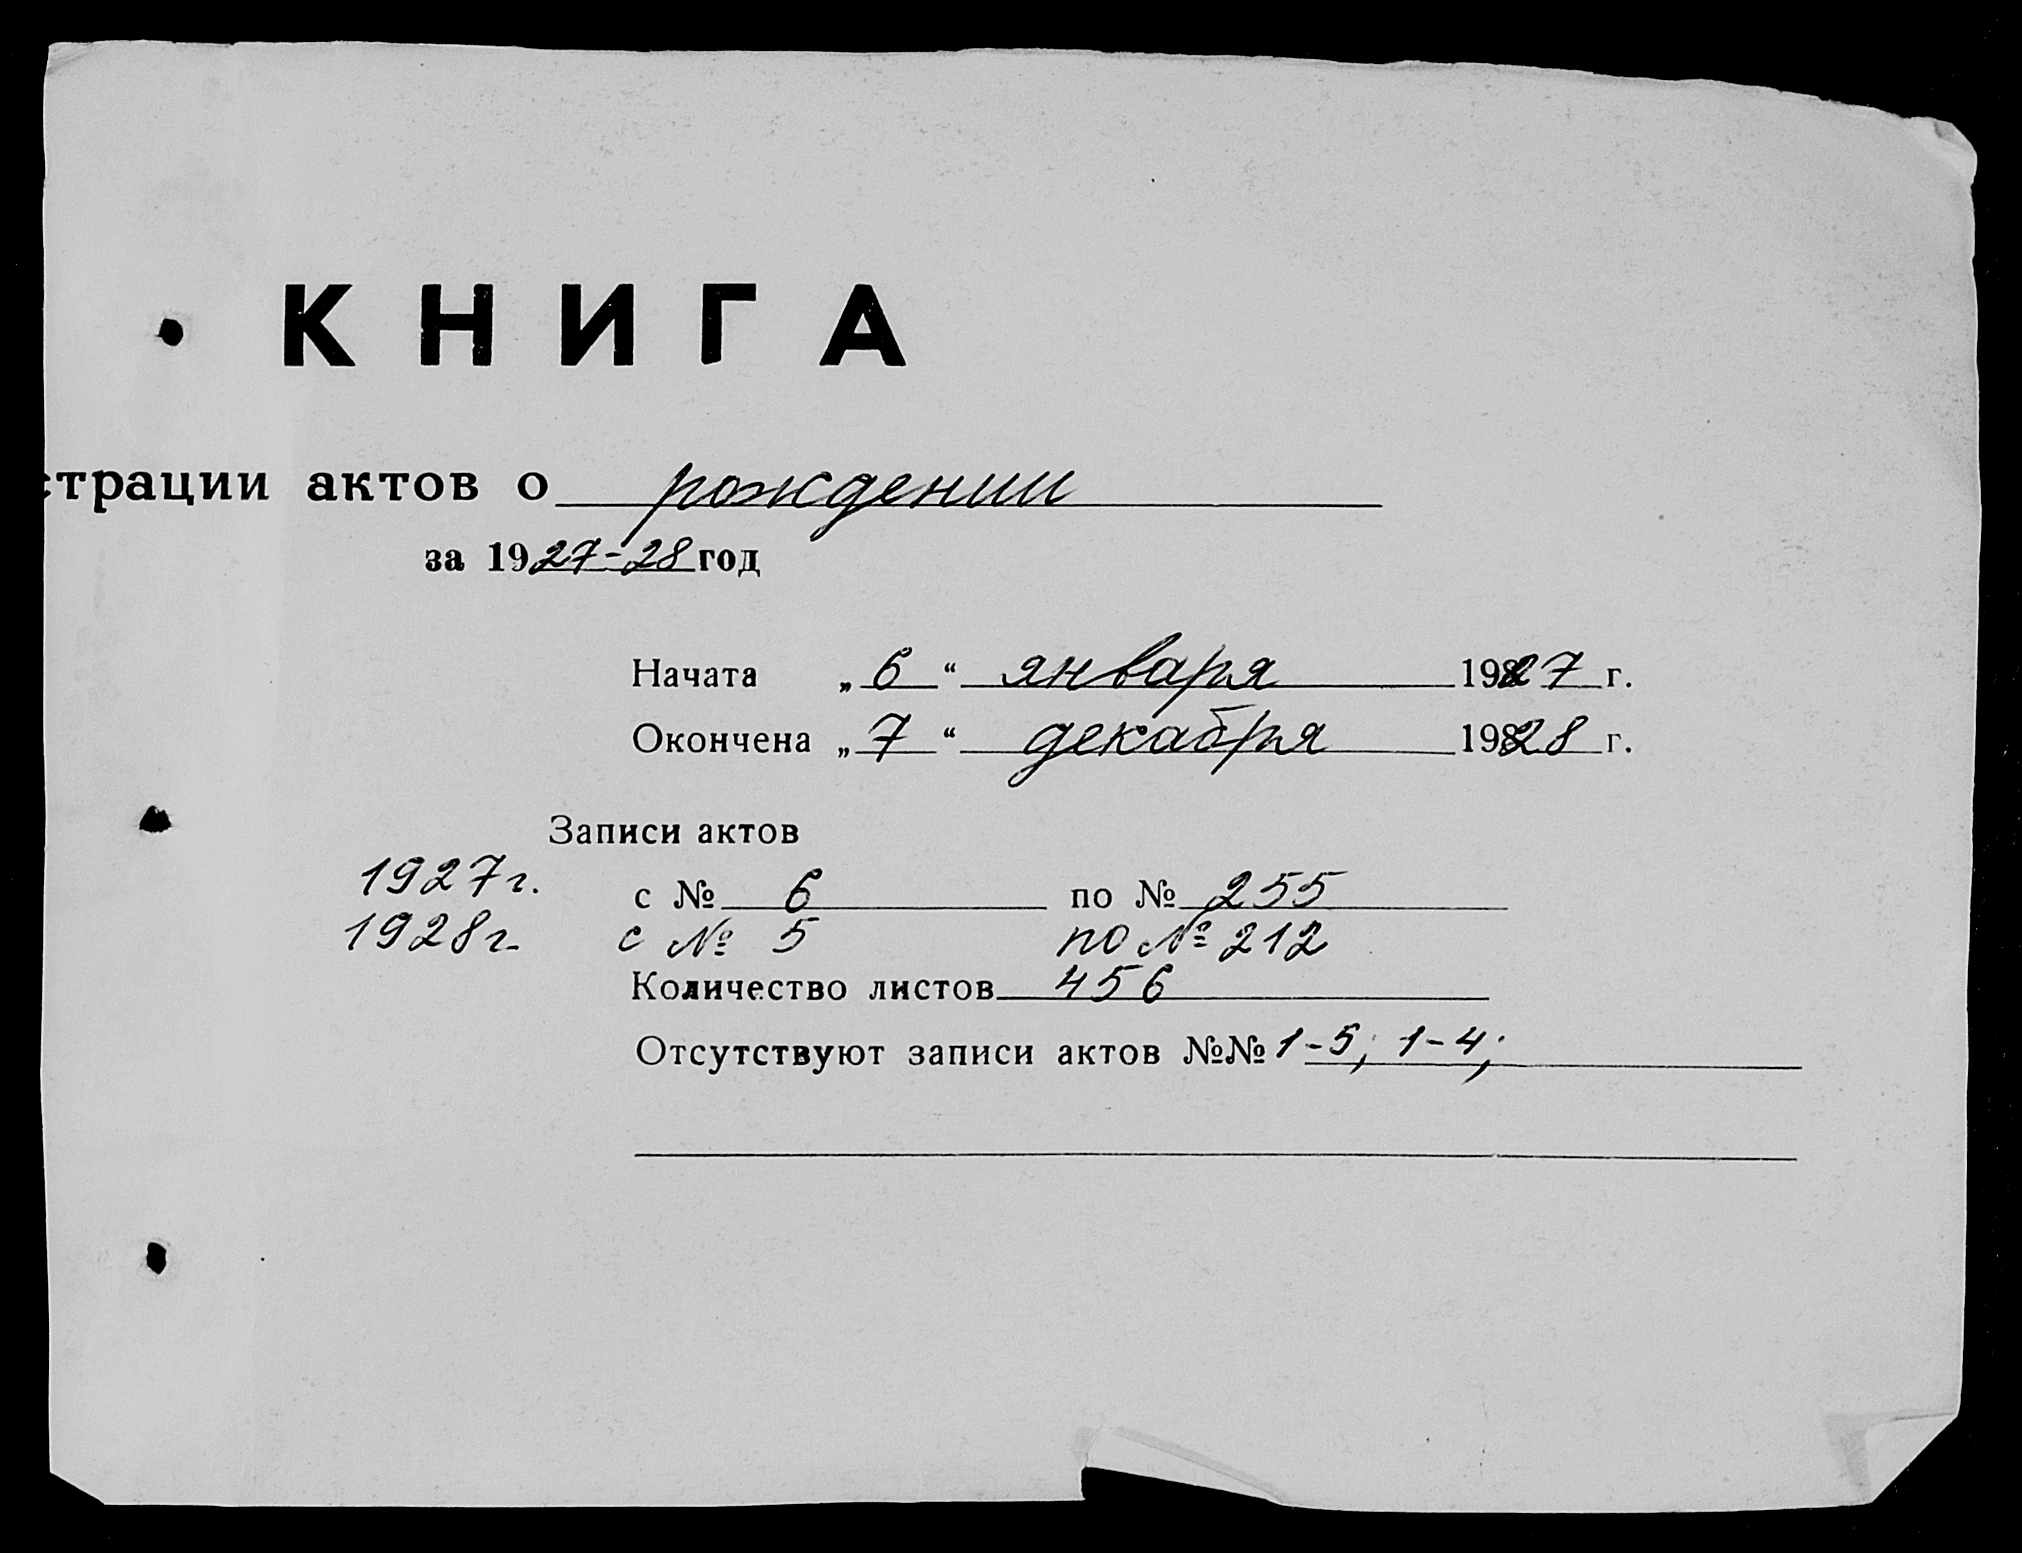 КНИГА
страции актов о рождении
за 1927-28 год
Начата „ 6 “ января 1927 г.
Окончена „ 7 “ декабря 1928 г.
Записи актов
1927г. с № 6 по № 255
1928г. с № 5 по № 212
Количество листов 456
Отсутствуют записи актов №№ 1-5; 1-4;